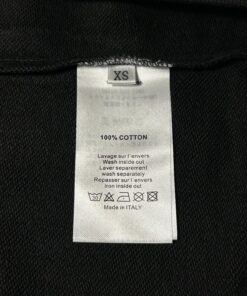 XS
100% COTTON
Lavage sur l'envers
Wash inside out
Laver separement
wash separately
Repasser sur l'envers
Iron inside out
30
Made in ITALY